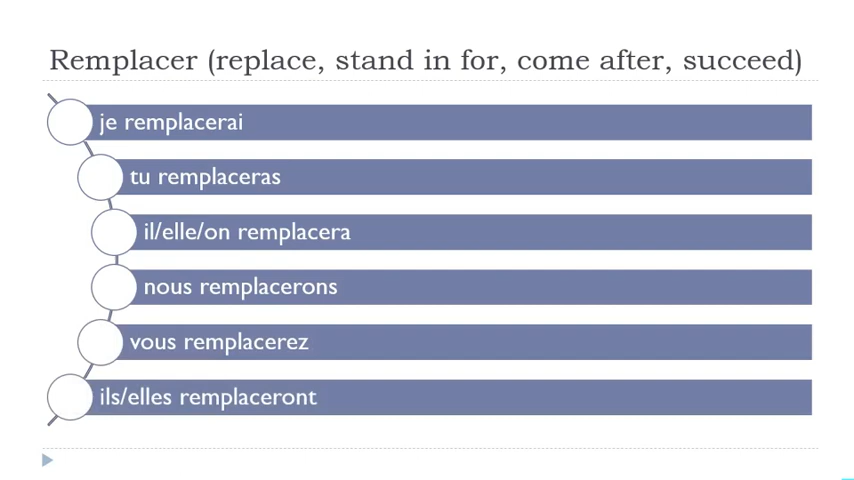 Remplacer (replace, stand in for, come after, succeed)
je remplacerai
tu remplaceras
il/elle/on remplacera
nous remplacerons
vous remplacerez
ils/elles remplaceront